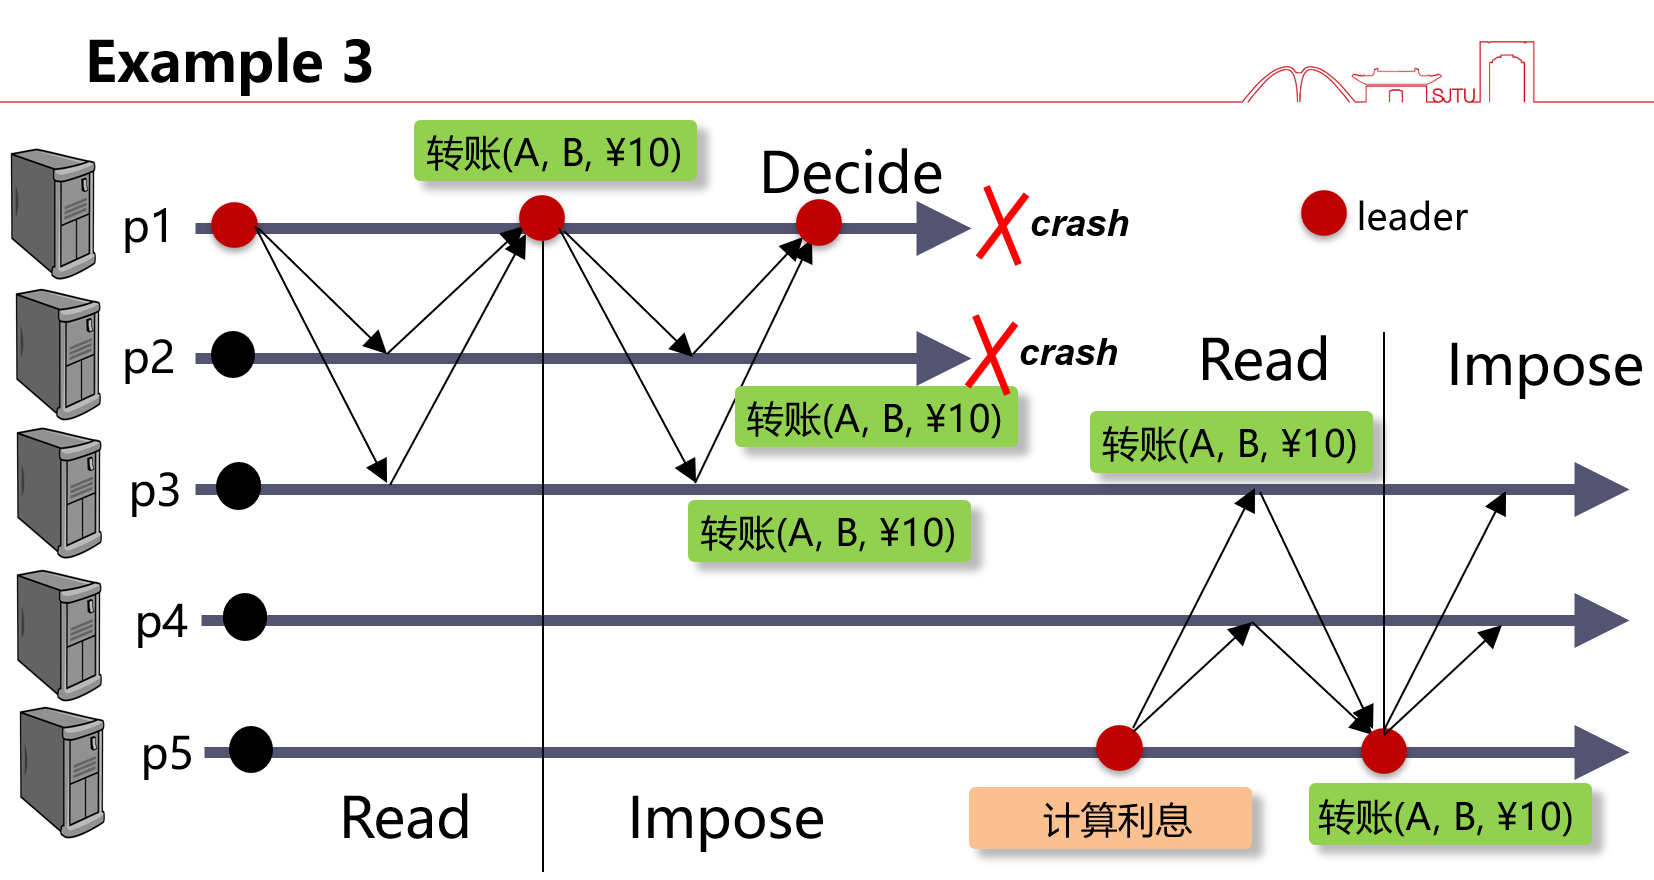 Example 3
SJTU
转账(A, B, ¥10)
Decide
p1
crash
leader
p2
crash
Read
Impose
转账(A, B, ¥10)
转账(A, B, ¥10)
p3
转账(A, B, ¥10)
p4
p5
Read
Impose
计算利息
转账(A, B, ¥10)